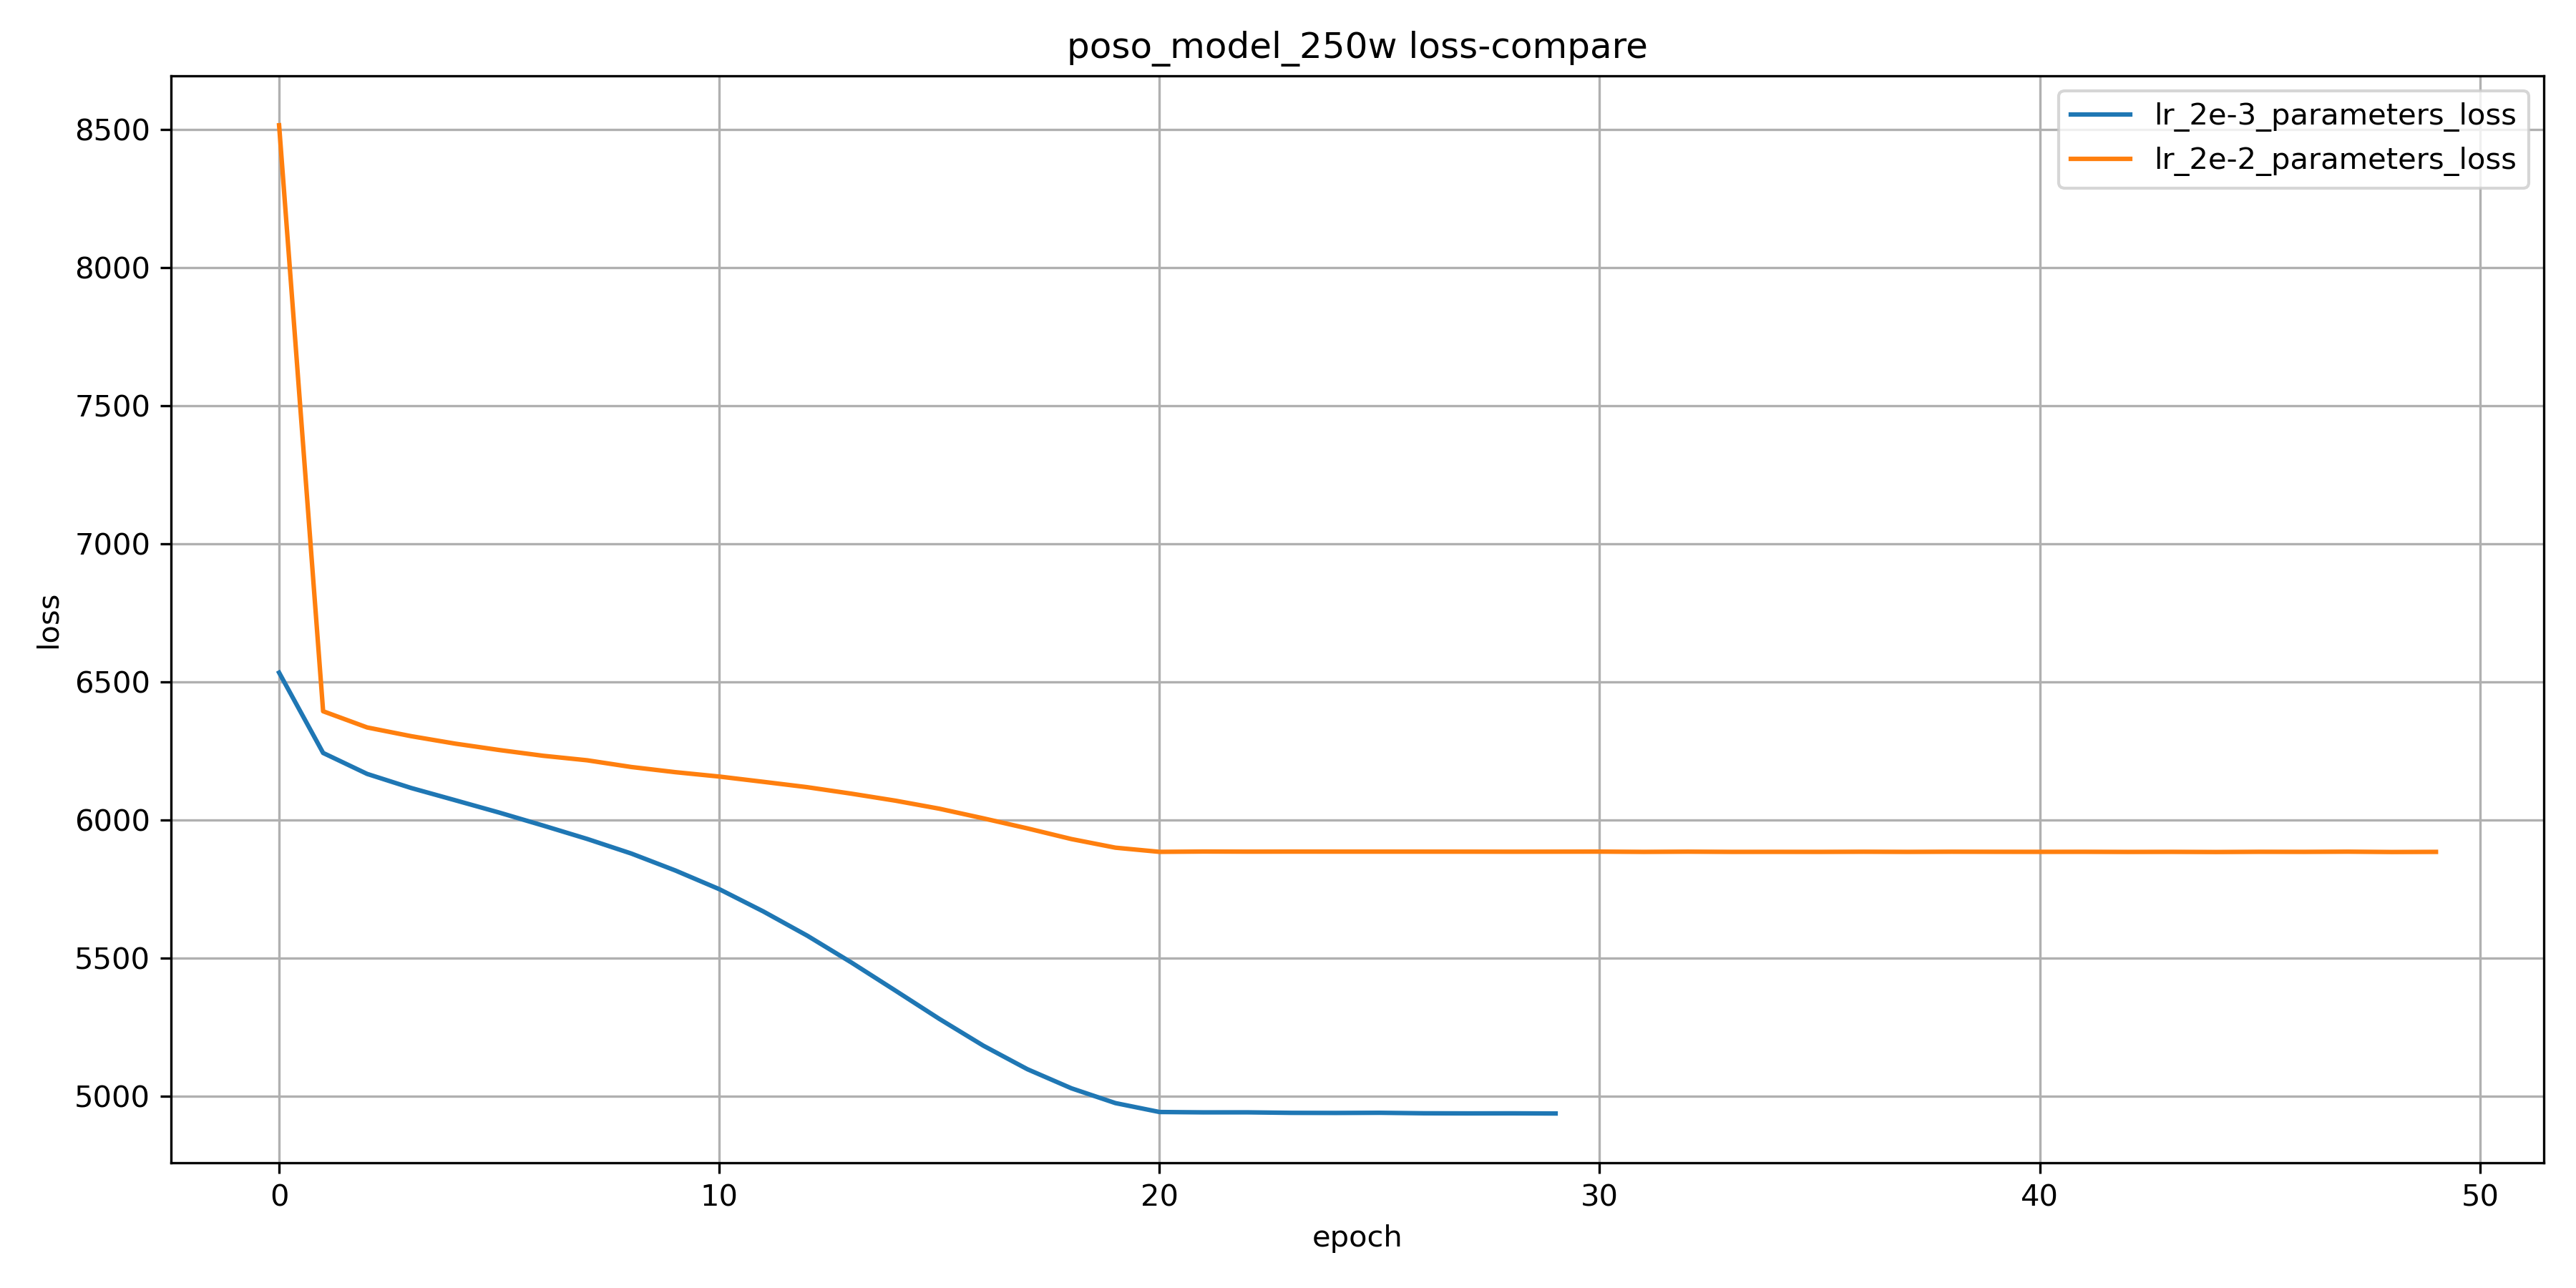 poso_model_250w loss-compare
lr_2e-3_parameters_loss
lr_2e-2_parameters_loss
8500
8000
7500
7000
6500
6000
5500
5000
loss
0 10 20 30 40 50
epoch